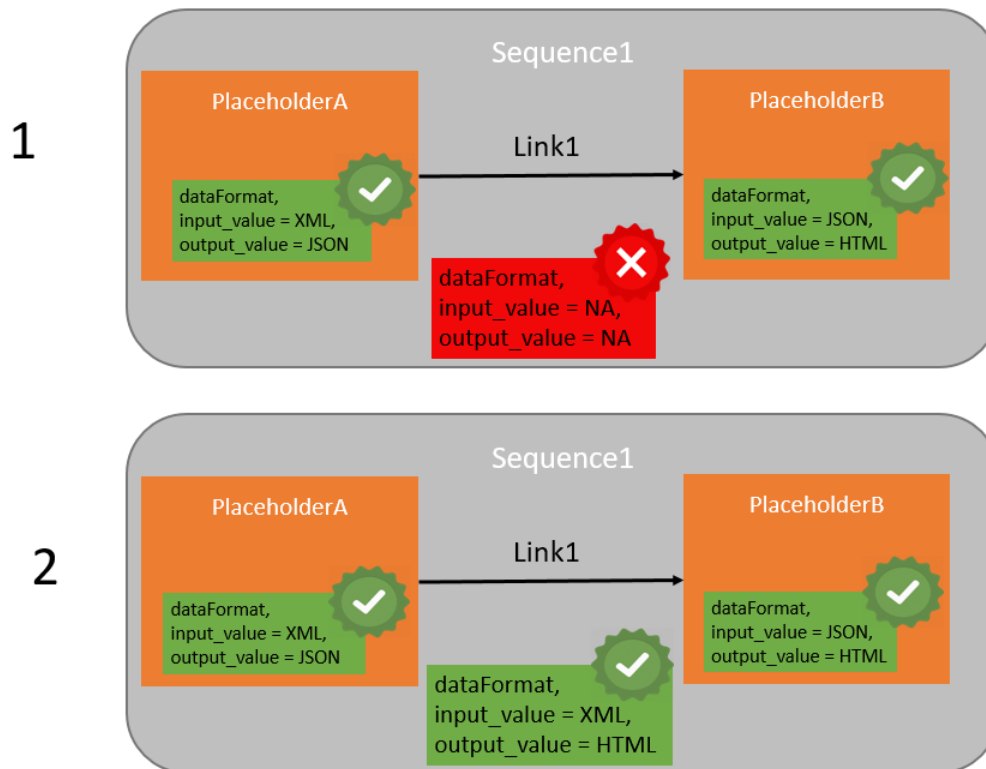 1
Sequence1
PlaceholderA
dataFormat,
input_value = XML,
output_value = JSON
Link1
dataFormat,
input_value = NA,
output_value = NA
PlaceholderB
dataFormat,
input_value = JSON,
output_value = HTML
2
Sequence1
PlaceholderA
dataFormat,
input_value = XML,
output_value = JSON
Link1
dataFormat,
input_value = XML,
output_value = HTML
PlaceholderB
dataFormat,
input_value = JSON,
output_value = HTML